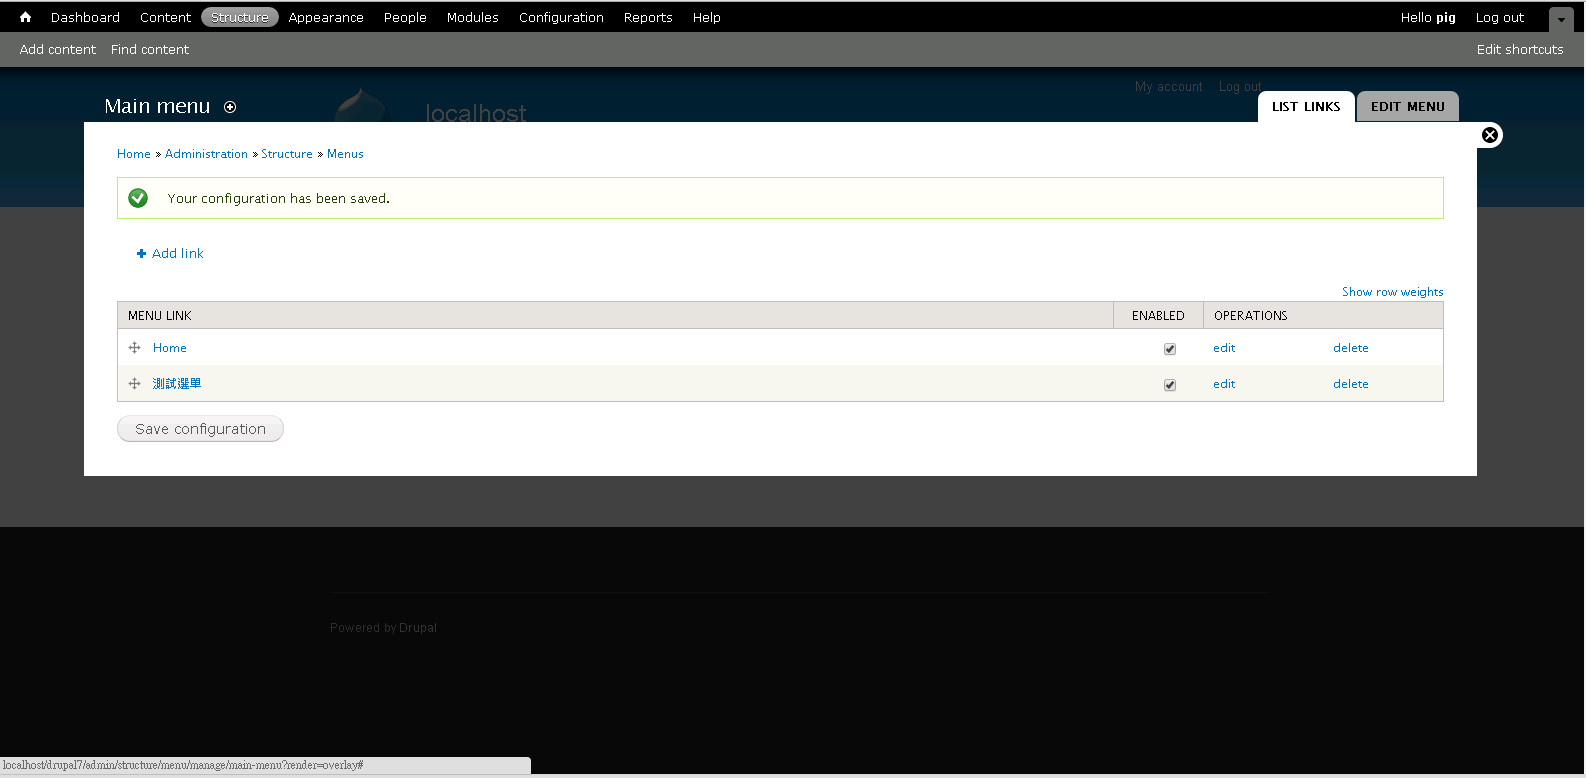 Dashboard Content Structure Appearance People Modules Configuration Reports Help Hello pig Log out
Add content Find content Edit shortcuts
My account Log out
Main menu localhost LIST LINKS EDIT MENU
Home » Administration » Structure » Menus
Your configuration has been saved.
Add link
Show row weights
MENU LINK ENABLED OPERATIONS
Home edit delete
測試選單 edit delete
Save configuration
Powered by Drupal
localhost/drupal7/admin/structure/menu/manage/main-menu?render=overlay#